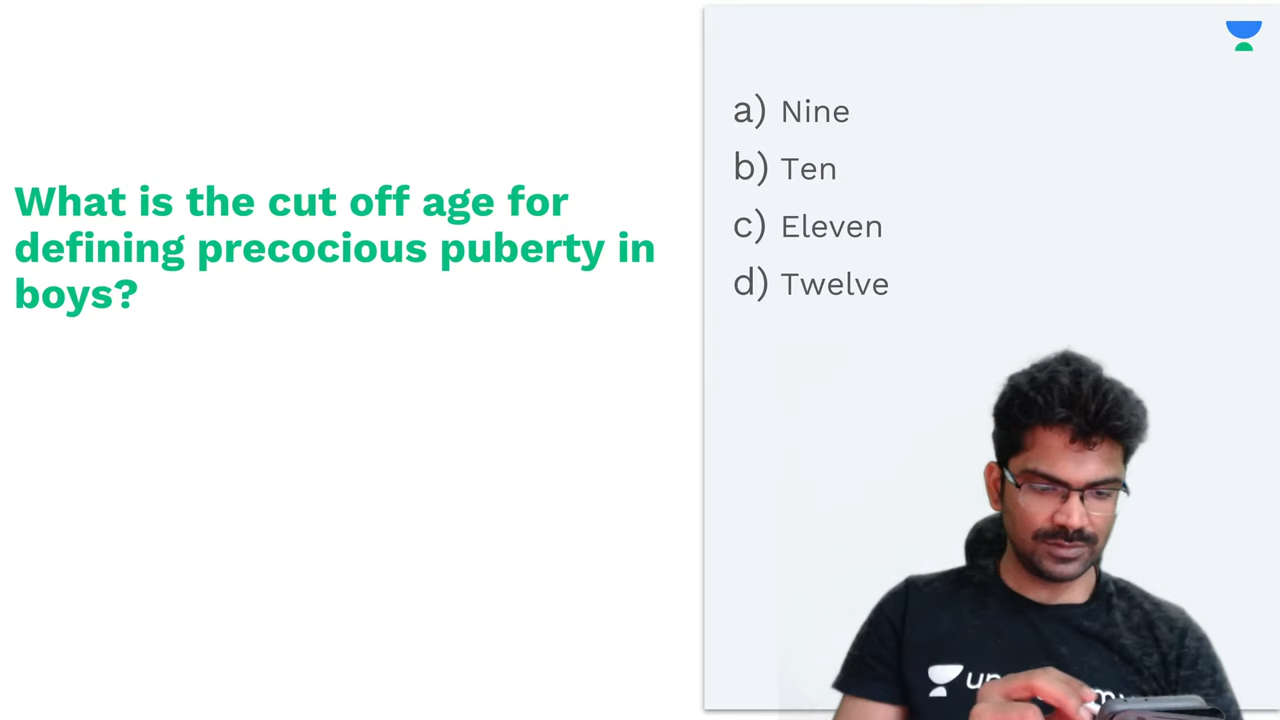 What is the cut off age for
defining precocious puberty in
boys?
a) Nine
b) Ten
c) Eleven
d) Twelve